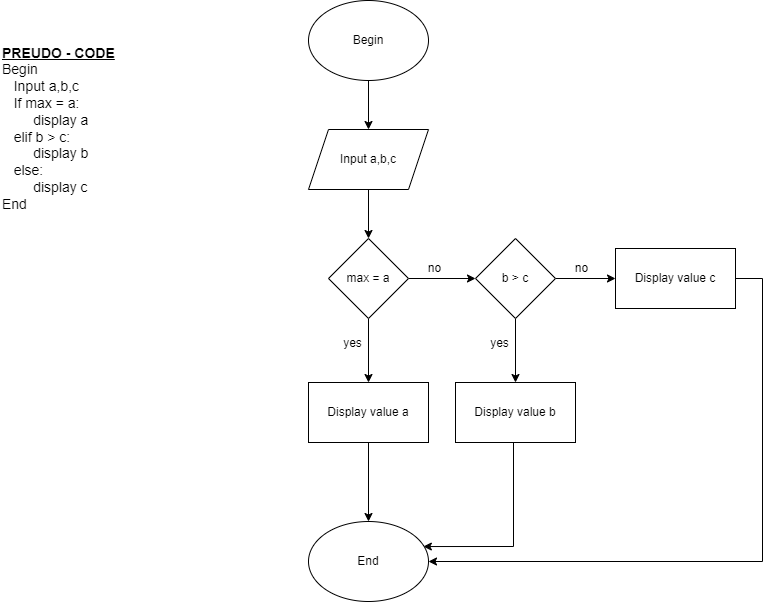 PREUDO - CODE
Begin
Input a,b,c
If max = a:
display a
elif b > c:
display b
else:
display c
End
Begin
Input a,b,c
max = a
no
b > c
no
Display value c
yes
yes
Display value a
Display value b
End